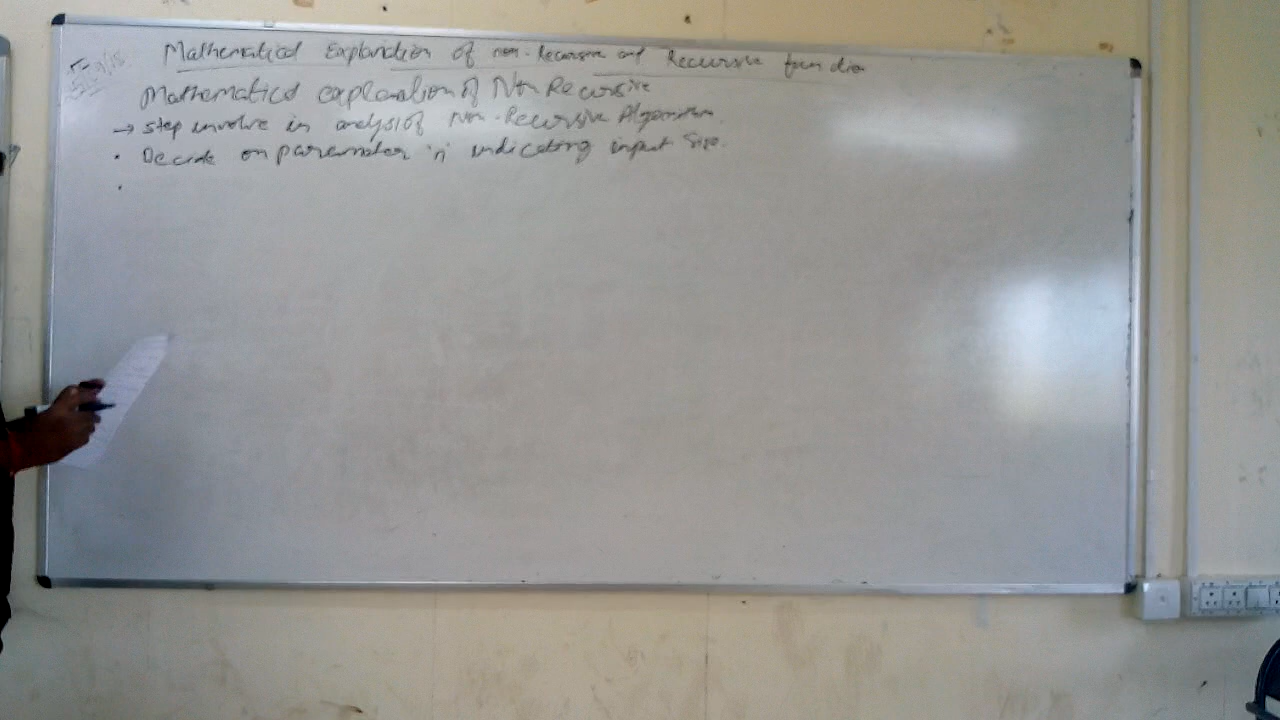 Mathematical Explanation of non-Recursive and Recursive
Mathematical explanation of Non Recursive
→ step involve in analysis of Non-Recursive Algorithm.
• Decide on parameter 'n' indicating input size.
•